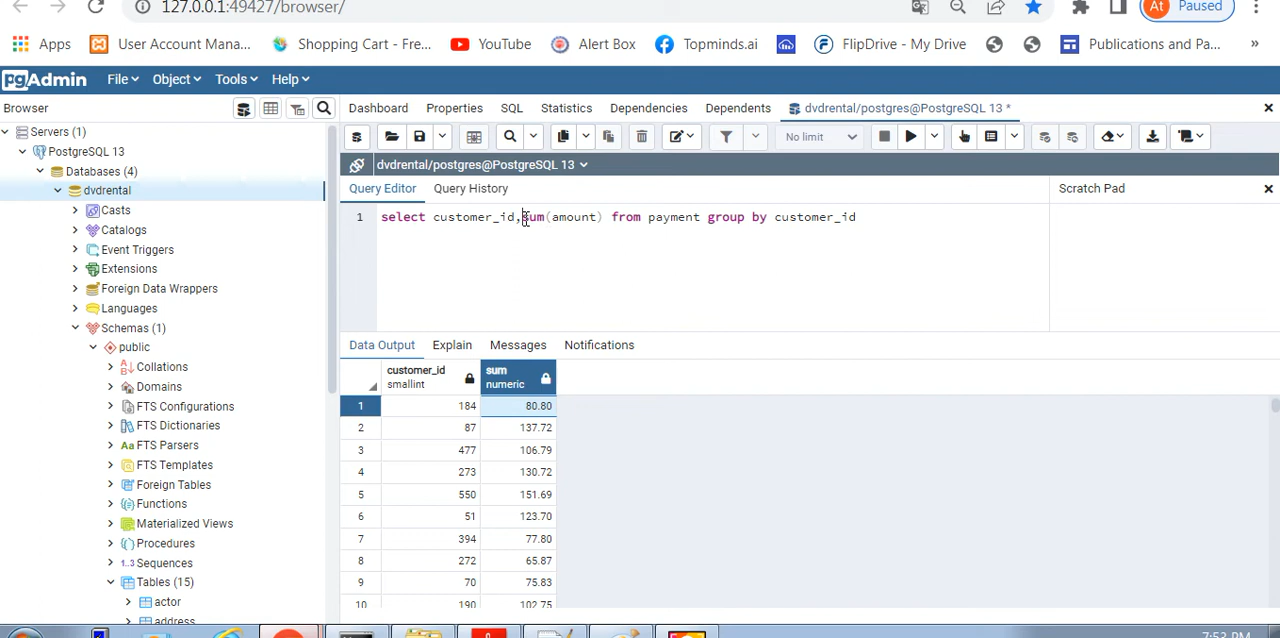 127.0.0.1:49427/browser/
At Paused
Apps User Account Mana... Shopping Cart - Fre... YouTube Alert Box Topminds.ai FlipDrive - My Drive Publications and Pa... »
pgAdmin File Object Tools Help
Browser
Dashboard Properties SQL Statistics Dependencies Dependents dvdrental/postgres@PostgreSQL 13 *
No limit
dvdrental/postgres@PostgreSQL 13
Query Editor Query History
Scratch Pad
1 select customer_id,sum(amount) from payment group by customer_id
Servers (1)
PostgreSQL 13
Databases (4)
dvdrental
Casts
Catalogs
Event Triggers
Extensions
Foreign Data Wrappers
Languages
Schemas (1)
public
Collations
Domains
FTS Configurations
FTS Dictionaries
FTS Parsers
FTS Templates
Foreign Tables
Functions
Materialized Views
Procedures
1..3 Sequences
Tables (15)
actor
address
Data Output Explain Messages Notifications
customer_id sum
smallint numeric
1 184 80.80
2 87 137.72
3 477 106.79
4 273 130.72
5 550 151.69
6 51 123.70
7 394 77.80
8 272 65.87
9 70 75.83
10 190 102.75
7:53 PM